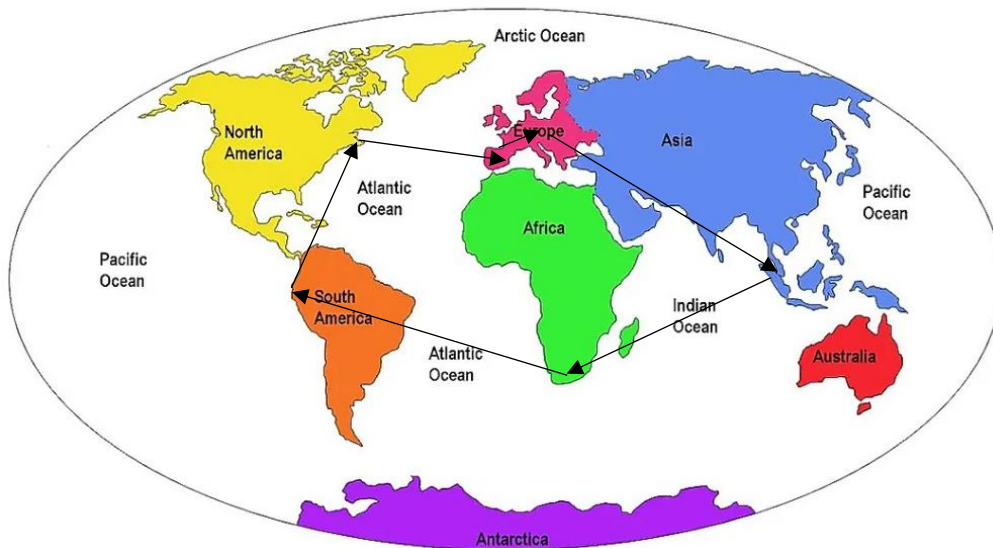 Arctic Ocean
North
America
Europe
Asia
Atlantic
Ocean
Pacific
Ocean
Africa
Pacific
Ocean
South
America
Indian
Ocean
Atlantic
Ocean
Australia
Antarctica